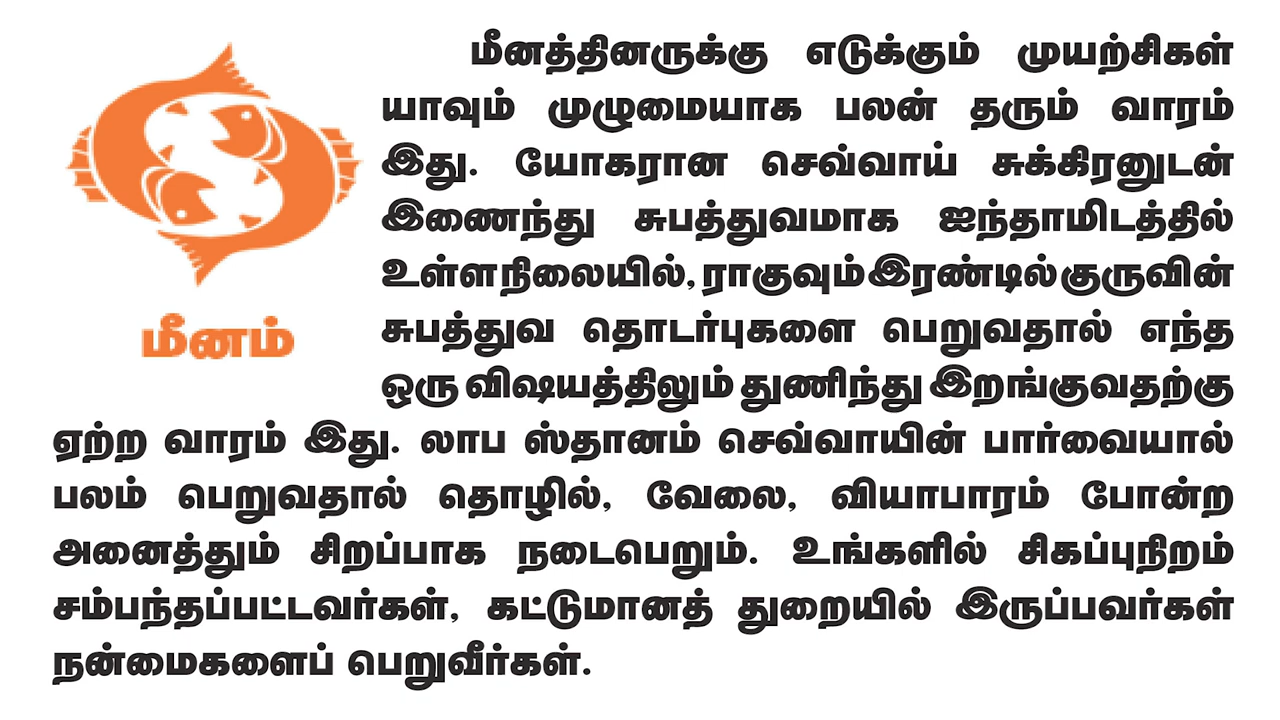 மீனத்தினருக்கு எடுக்கும் முயற்சிகள்
யாவும் முழுமையாக பலன் தரும் வாரம்
இது. யோகரான செவ்வாய் சுக்கிரனுடன்
இணைந்து சுபத்துவமாக ஐந்தாமிடத்தில்
உள்ள நிலையில், ராகுவும் இரண்டில் குருவின்
சுபத்துவ தொடர்புகளை பெறுவதால் எந்த
ஒரு விஷயத்திலும் துணிந்து இறங்குவதற்கு
ஏற்ற வாரம் இது. லாப ஸ்தானம் செவ்வாயின் பார்வையால்
பலம் பெறுவதால் தொழில், வேலை, வியாபாரம் போன்ற
அனைத்தும் சிறப்பாக நடைபெறும். உங்களில் சிகப்புநிறம்
சம்பந்தப்பட்டவர்கள், கட்டுமானத் துறையில் இருப்பவர்கள்
நன்மைகளைப் பெறுவீர்கள்.
மீனம்